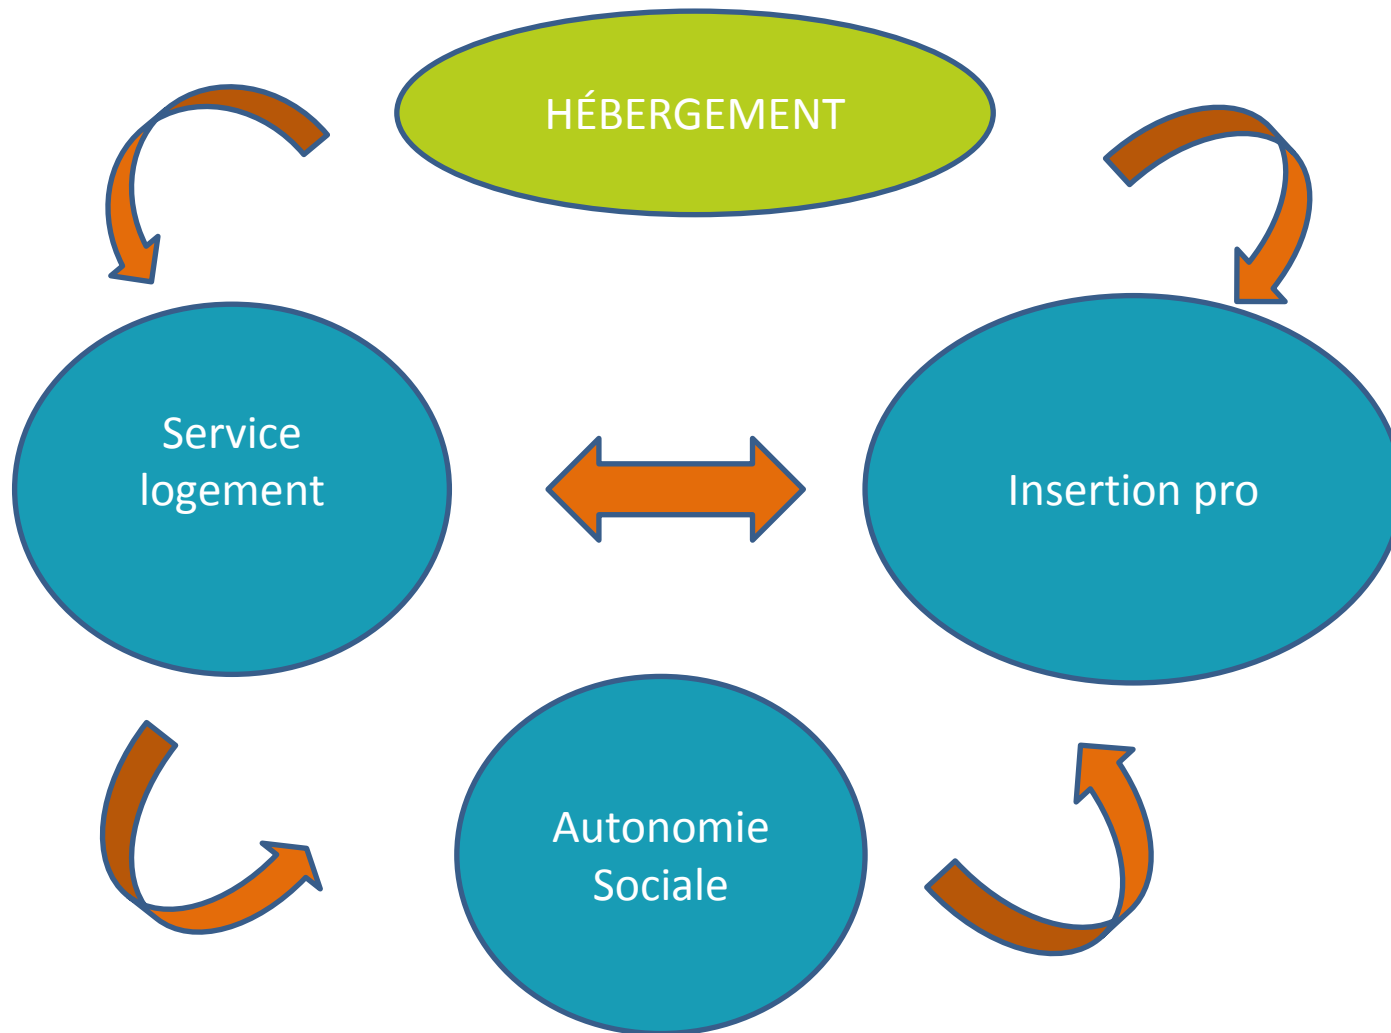 HÉBERGEMENT
Service
logement
Insertion pro
Autonomie
Sociale